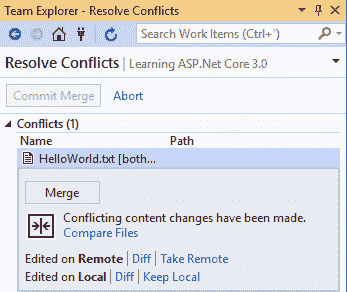 Team Explorer - Resolve Conflicts
Search Work Items (Ctrl+')
Resolve Conflicts | Learning ASP.Net Core 3.0
Commit Merge Abort
Conflicts (1)
Name Path
HelloWorld.txt [both...
Merge
Conflicting content changes have been made.
Compare Files
Edited on Remote | Diff | Take Remote
Edited on Local | Diff | Keep Local